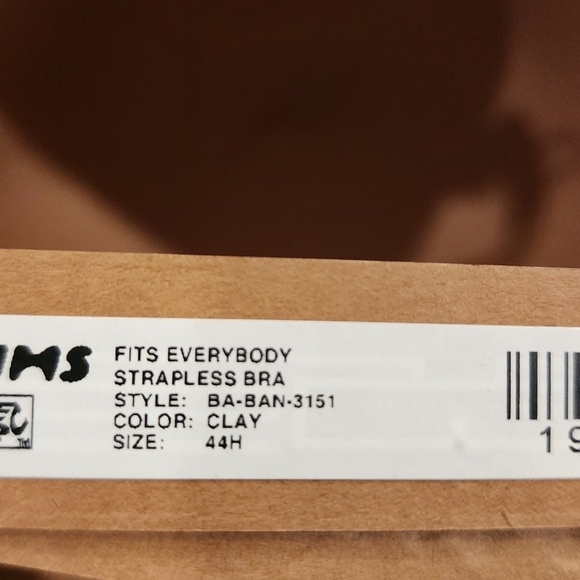 FITS EVERYBODY
STRAPLESS BRA
STYLE: BA-BAN-3151
COLOR: CLAY
SIZE: 44H